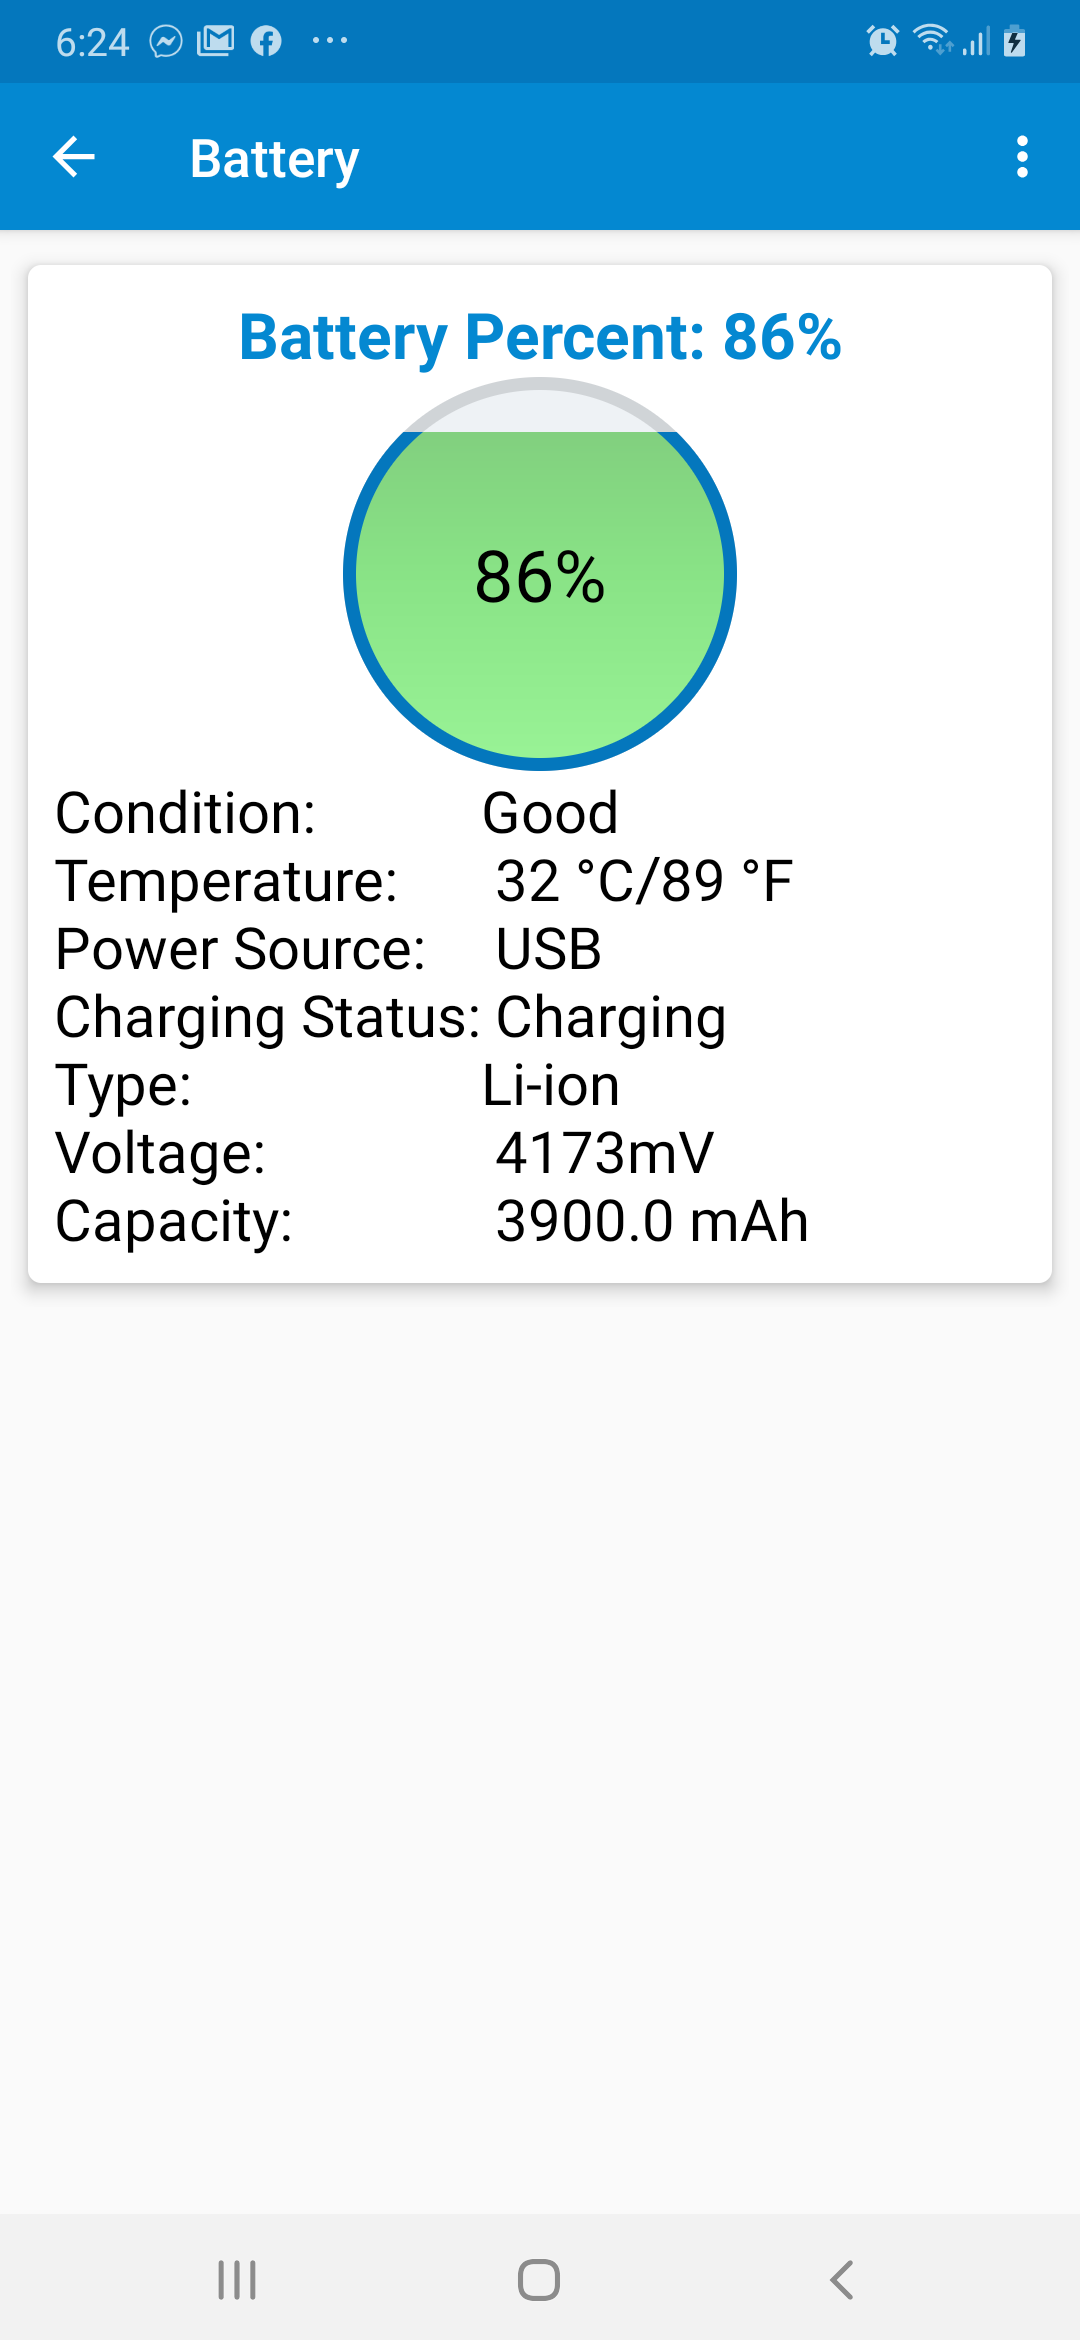 6:24
Battery
Battery Percent: 86%
86%
Condition: Good
Temperature: 32 °C/89 °F
Power Source: USB
Charging Status: Charging
Type: Li-ion
Voltage: 4173mV
Capacity: 3900.0 mAh